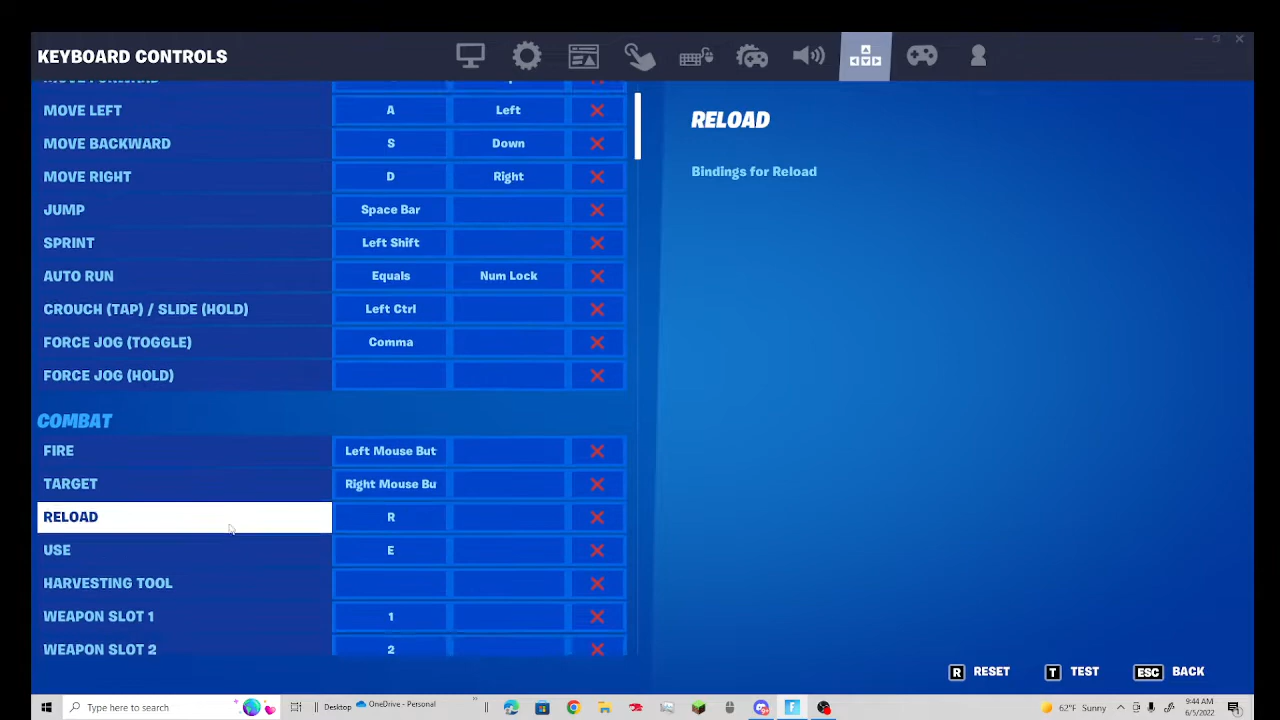 KEYBOARD CONTROLS
MOVE FORWARD
MOVE LEFT A Left
MOVE BACKWARD S Down
MOVE RIGHT D Right
JUMP Space Bar
SPRINT Left Shift
AUTO RUN Equals Num Lock
CROUCH (TAP) / SLIDE (HOLD) Left Ctrl
FORCE JOG (TOGGLE) Comma
FORCE JOG (HOLD)
COMBAT
FIRE Left Mouse But
TARGET Right Mouse Bu
RELOAD R
USE E
HARVESTING TOOL
WEAPON SLOT 1 1
WEAPON SLOT 2 2
RELOAD
Bindings for Reload
R RESET T TEST ESC BACK
Type here to search
Desktop
OneDrive - Personal
62°F Sunny
9:44 AM
6/5/2022